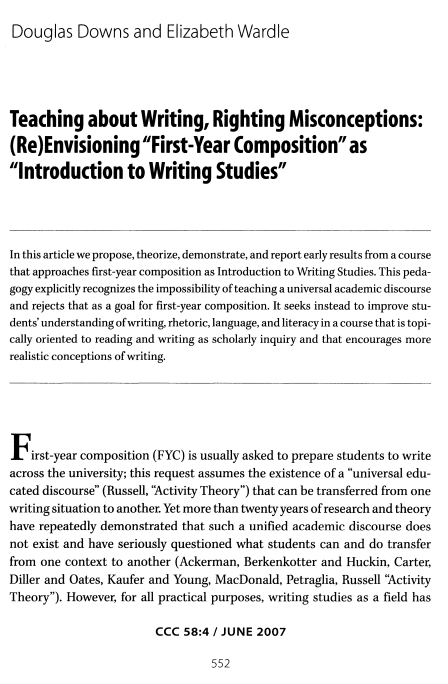 Douglas Downs and Elizabeth Wardle
Teaching about Writing, Righting Misconceptions:
(Re)Envisioning “First-Year Composition” as
“Introduction to Writing Studies”
In this article we propose, theorize, demonstrate, and report early results from a course
that approaches first-year composition as Introduction to Writing Studies. This peda-
gogy explicitly recognizes the impossibility of teaching a universal academic discourse
and rejects that as a goal for first-year composition. It seeks instead to improve stu-
dents’ understanding of writing, rhetoric, language, and literacy in a course that is topi-
cally oriented to reading and writing as scholarly inquiry and that encourages more
realistic conceptions of writing.
First-year composition (FYC) is usually asked to prepare students to write
across the university; this request assumes the existence of a “universal edu-
cated discourse” (Russell, “Activity Theory”) that can be transferred from one
writing situation to another. Yet more than twenty years of research and theory
have repeatedly demonstrated that such a unified academic discourse does
not exist and have seriously questioned what students can and do transfer
from one context to another (Ackerman, Berkenkotter and Huckin, Carter,
Diller and Oates, Kaufer and Young, MacDonald, Petraglia, Russell “Activity
Theory”). However, for all practical purposes, writing studies as a field has
CCC 58:4 / JUNE 2007
552